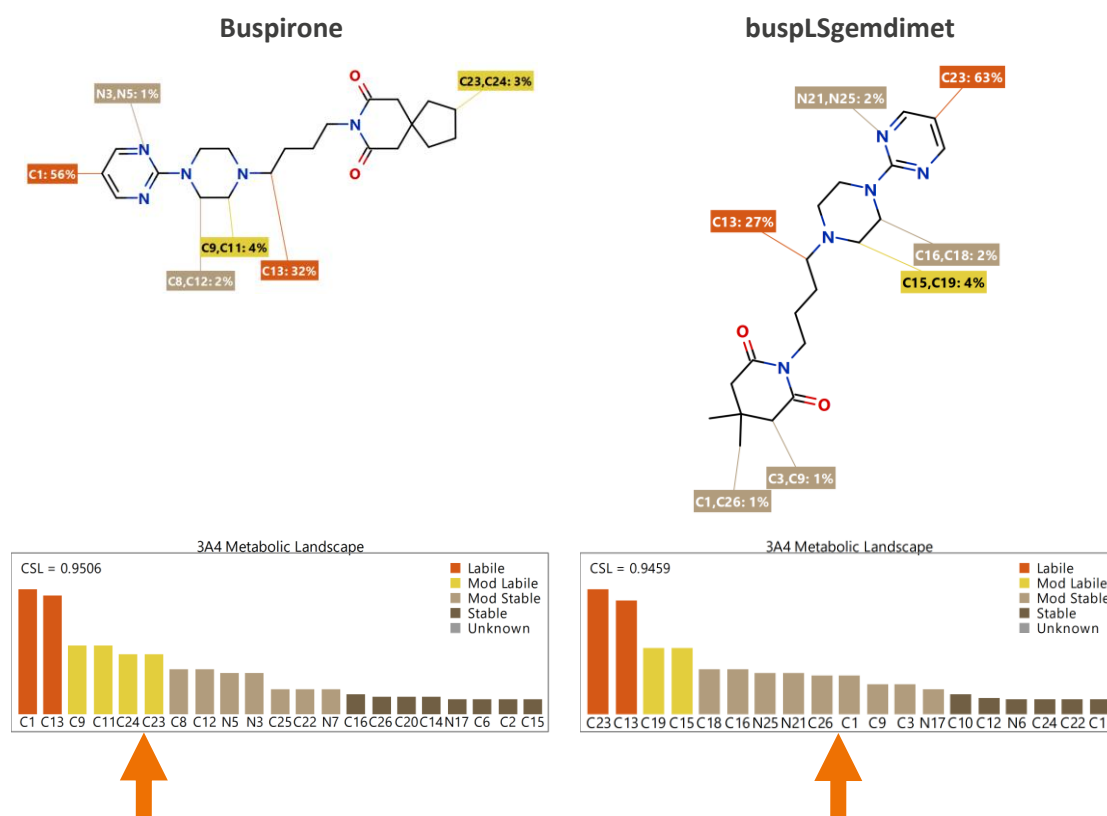 Buspirone
N3,N5: 1%
C1: 56%
C23,C24: 3%
C9,C11: 4%
C8,C12: 2%
C13: 32%
O
O
N
N
N
N
N
buspLSgemdimet
C23: 63%
N21,N25: 2%
C13: 27%
C16,C18: 2%
C15,C19: 4%
C3,C9: 1%
C1,C26: 1%
N
N
N
N
O
N
O
3A4 Metabolic Landscape
CSL = 0.9506
Labile
Mod Labile
Mod Stable
Stable
Unknown
C1 C13 C9 C11 C24 C23 C8 C12 N5 N3 C25 C22 N7 C16 C26 C20 C14 N17 C6 C2 C15
3A4 Metabolic Landscape
CSL = 0.9459
Labile
Mod Labile
Mod Stable
Stable
Unknown
C23 C13 C19 C15 C18 C16 N25 N21 C26 C1 C9 C3 N17 C10 C12 N6 C24 C22 C1